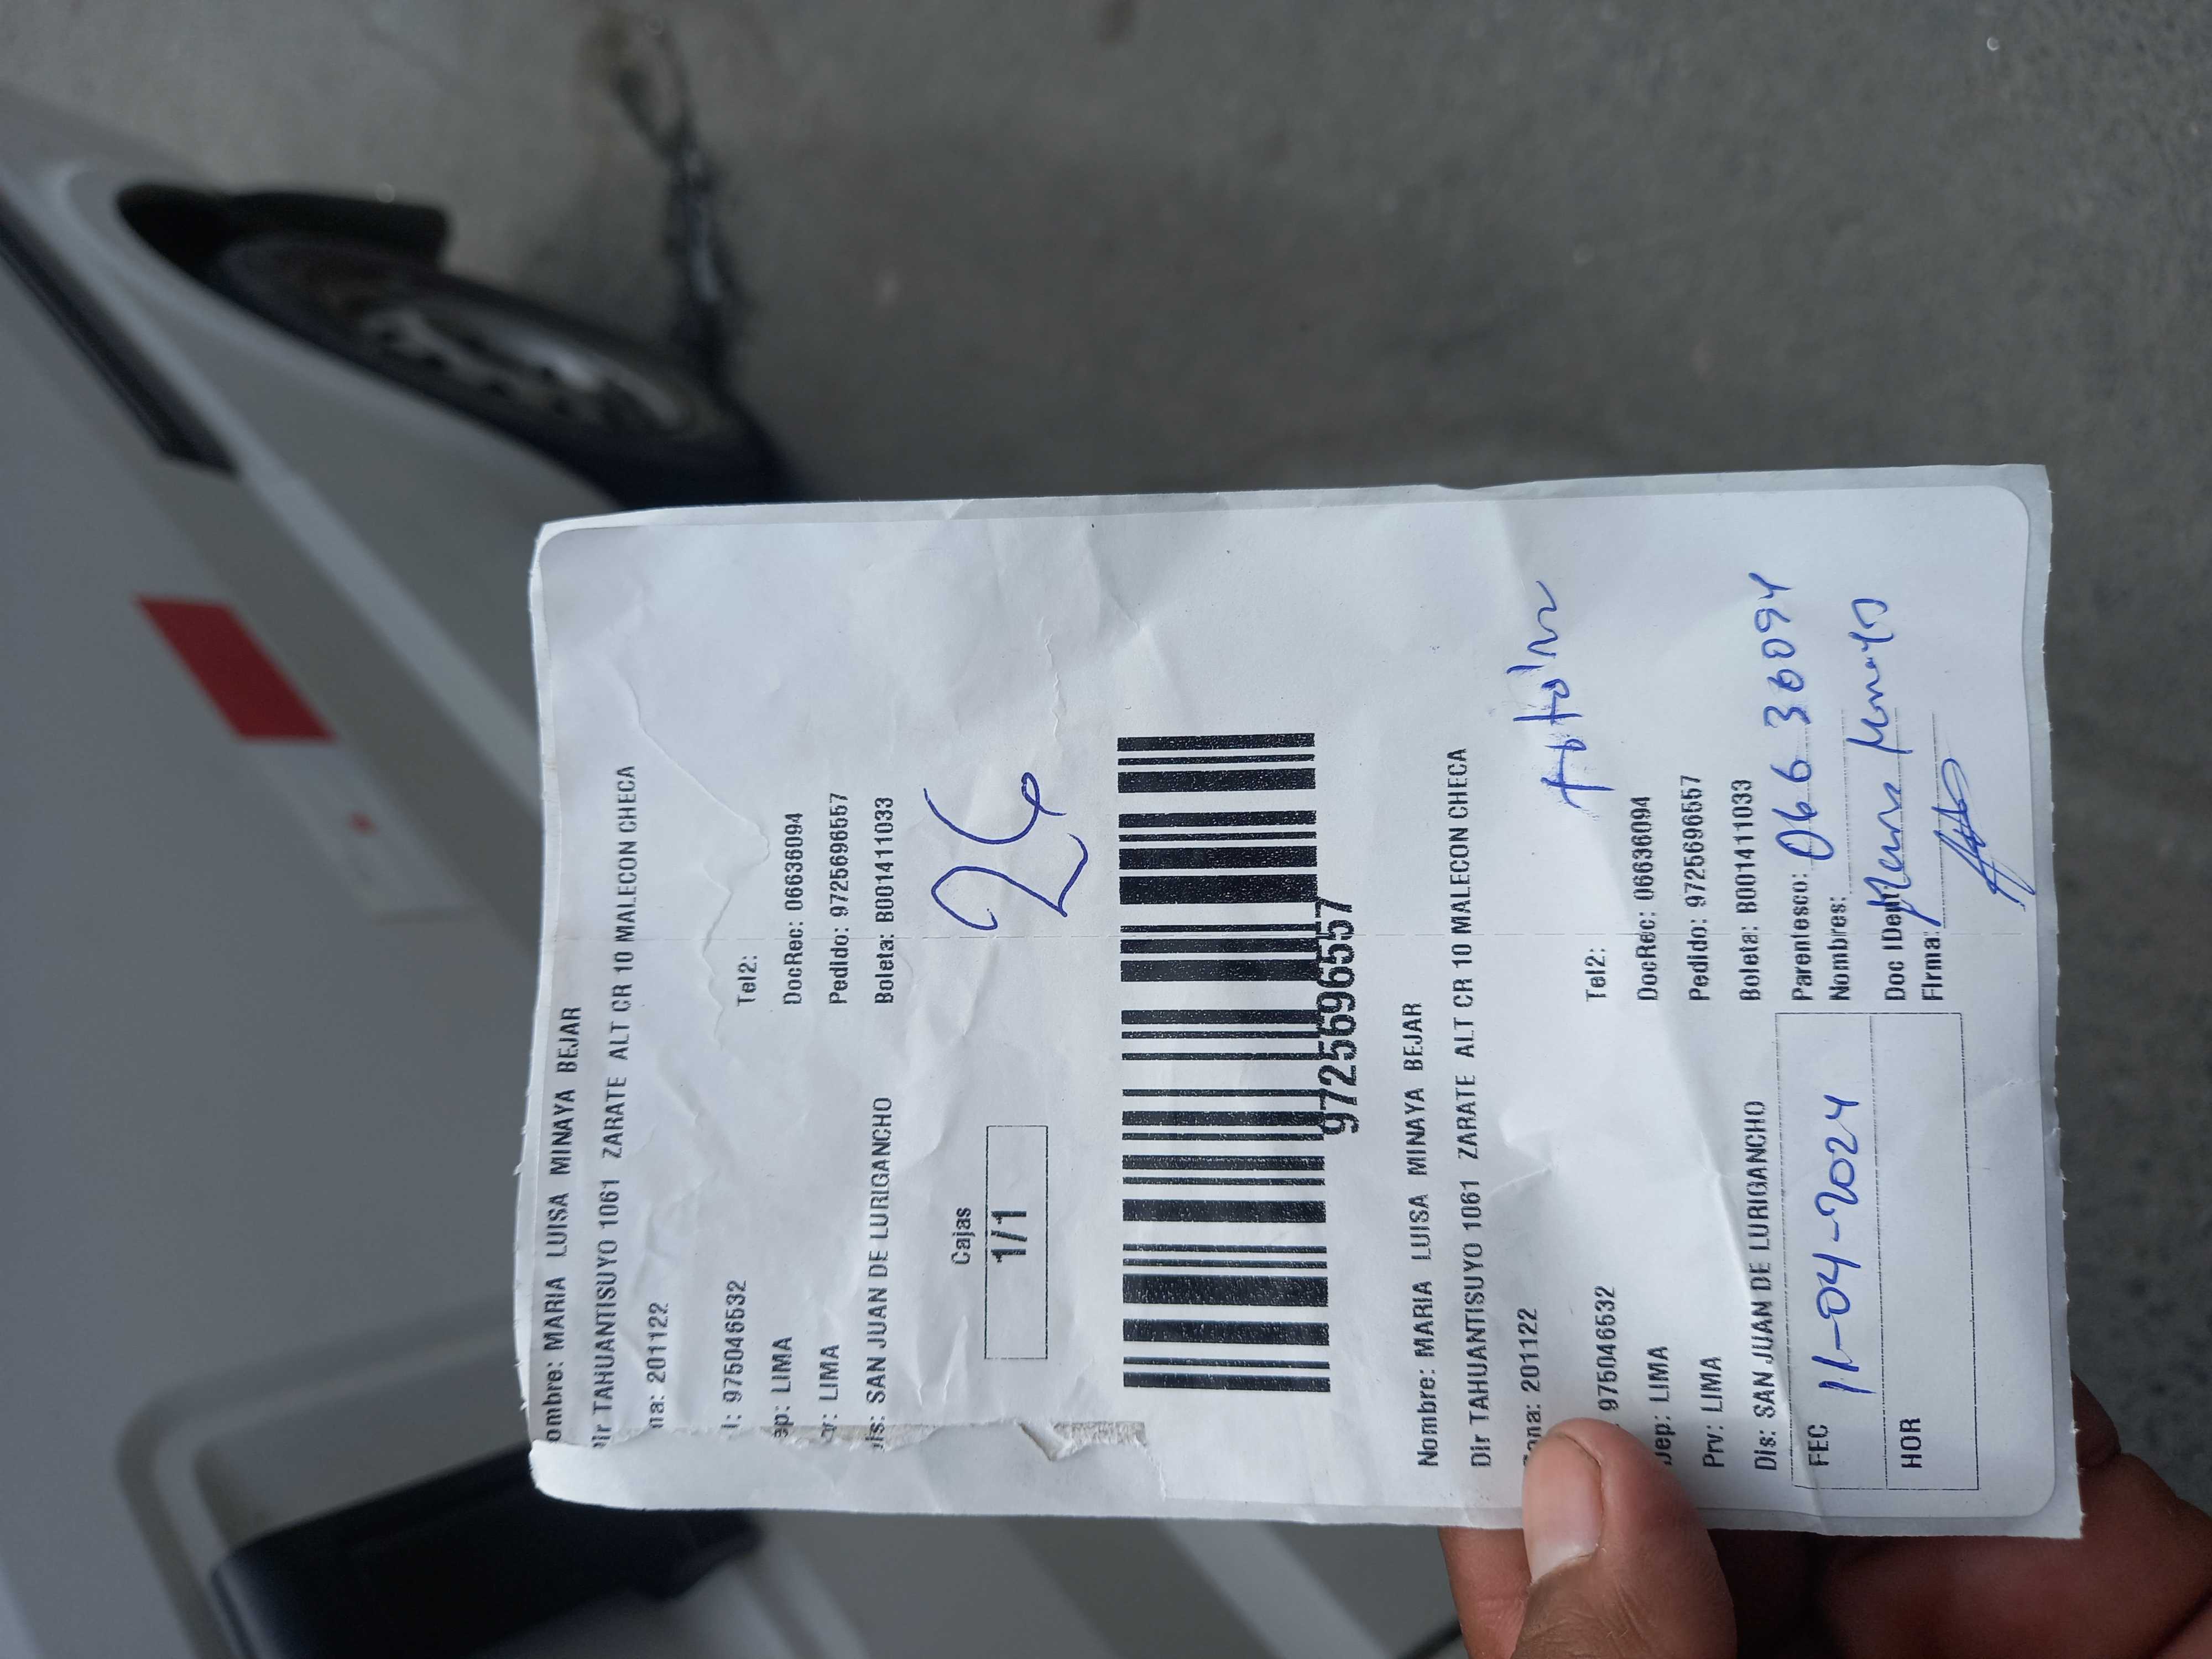 ombre: MARIA LUISA MINAYA BEJAR
Dir TAHUANTISUYO 1061 ZARATE ALT CR 10 MALECON CHECA
na: 201122
l: 975046532 Tel2:
ep: LIMA DocRec: 06636094
rv: LIMA Pedido: 9725696557
Dis: SAN JUAN DE LURIGANCHO Boleta: B001411033
Cajas
1/1
26
9725696557
Nombre: MARIA LUISA MINAYA BEJAR
Dir TAHUANTISUYO 1061 ZARATE ALT CR 10 MALECON CHECA
Zona: 201122
975046532 Tel2:
Dep: LIMA DocRec: 06636094
Prv: LIMA Pedido: 9725696557
Dis: SAN JUAN DE LURIGANCHO Boleta: B001411033
FEC 11-04-2024
HOR
Parentesco:
Nombres:
Doc IDent
Firma: